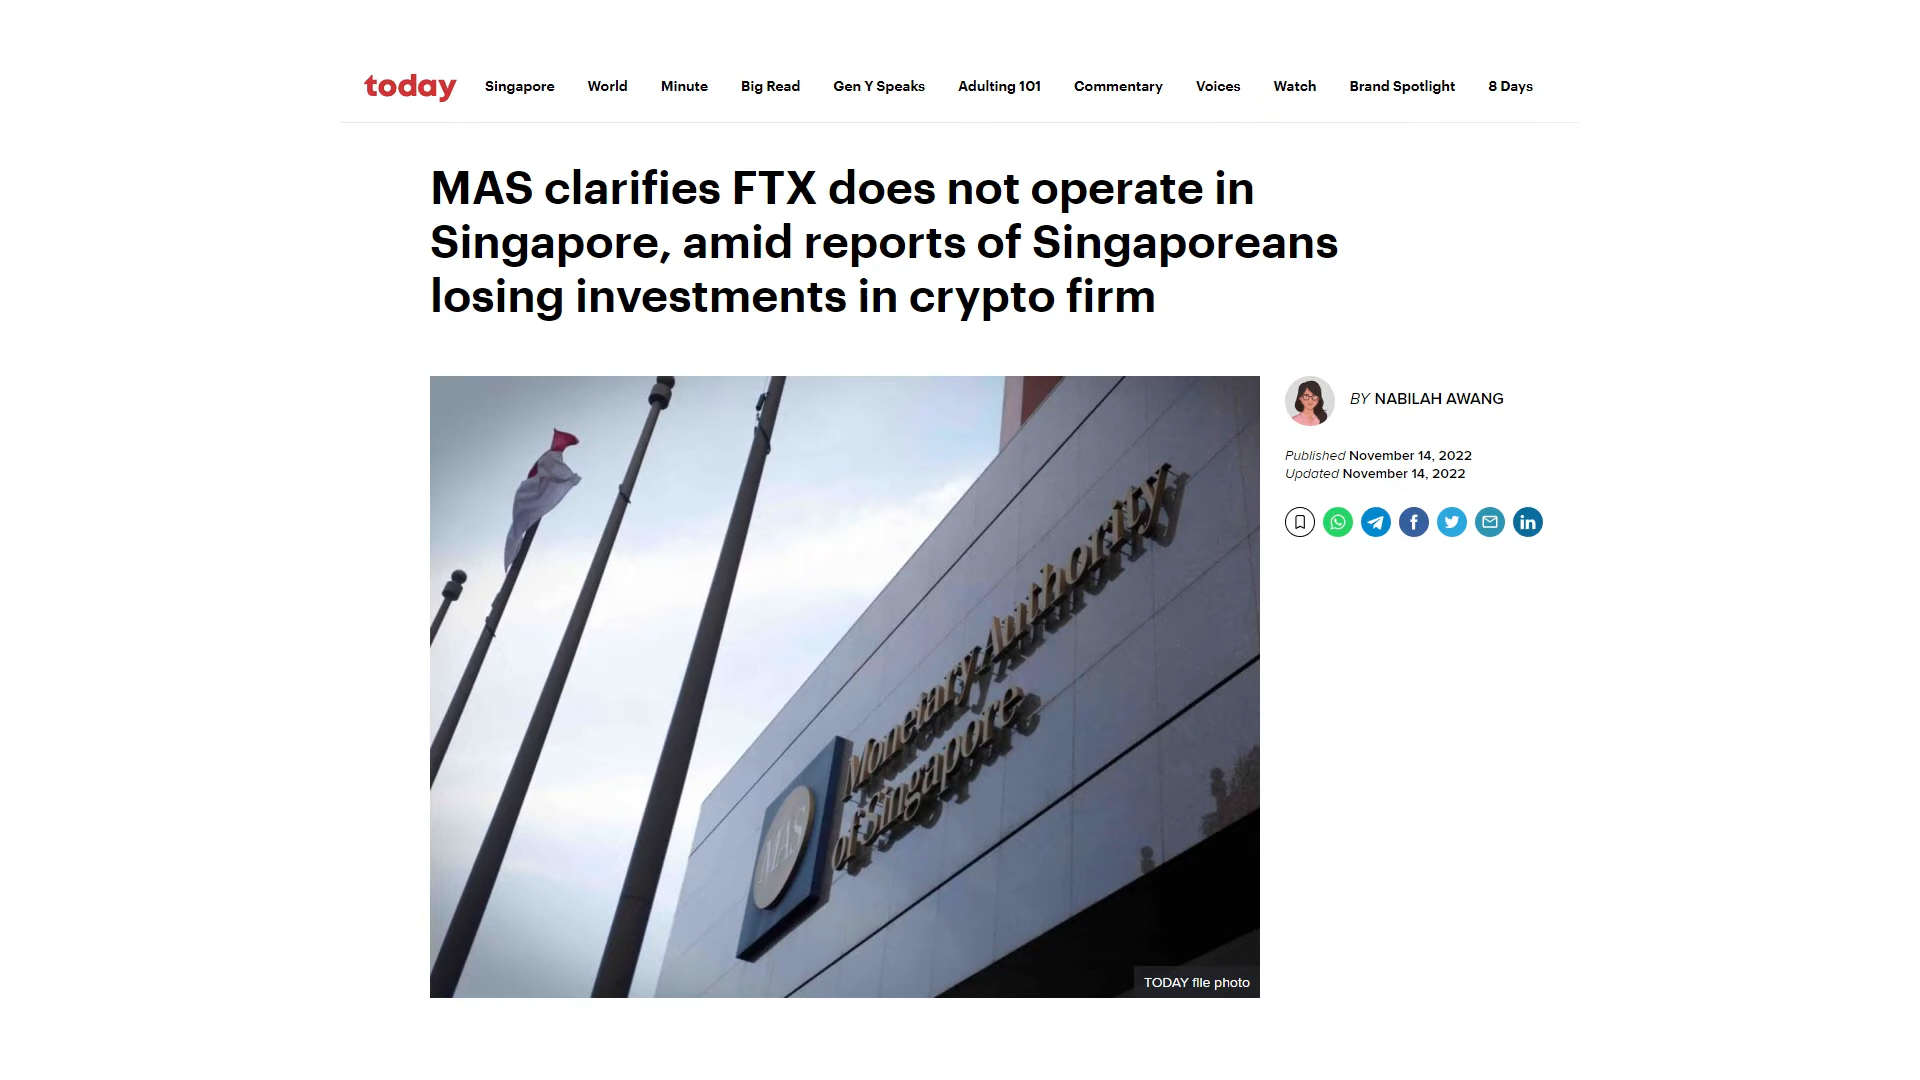 today Singapore World Minute Big Read Gen Y Speaks Adulting 101 Commentary Voices Watch Brand Spotlight 8 Days
MAS clarifies FTX does not operate in
Singapore, amid reports of Singaporeans
losing investments in crypto firm
BY NABILAH AWANG
Published November 14, 2022
Updated November 14, 2022
Monetary Authority
of Singapore
MAS
TODAY file photo